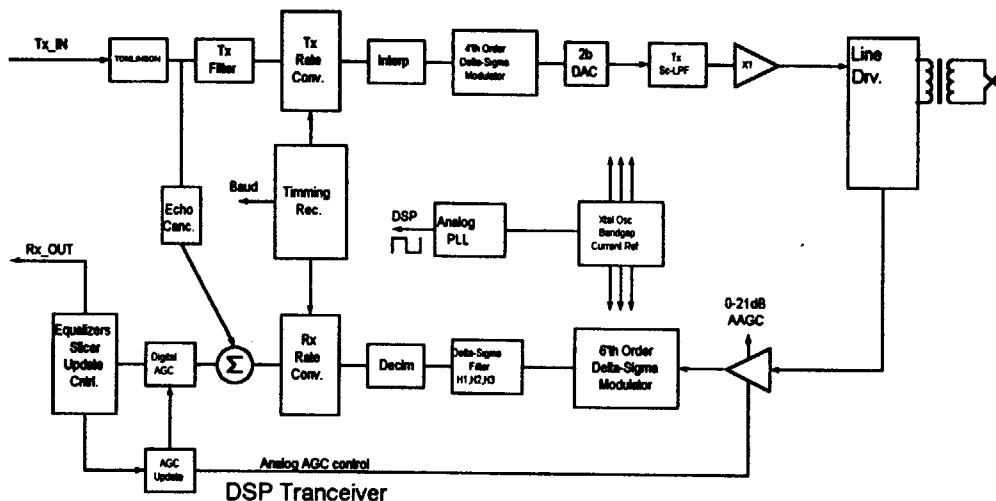 Tx_IN
TOMLINSON
Tx
Filter
Tx
Rate
Conv.
Interp
4'th Order
Delta-Sigma
Modulator
2b
DAC
Tx
Sc-LPF
X1
Line
Drv.
Echo
Canc.
Baud
Timming
Rec.
DSP
Analog
PLL
Xtal Osc
Bandgap
Current Ref
Rx_OUT
0-21dB
AAGC
Equalizers
Slicer
Update
Cntrl.
Digital
AGC
Σ
Rx
Rate
Conv.
Decim
Delta-Sigma
Filter
H1,H2,H3
6'th Order
Delta-Sigma
Modulator
AGC
Update
Analog AGC control
DSP Tranceiver